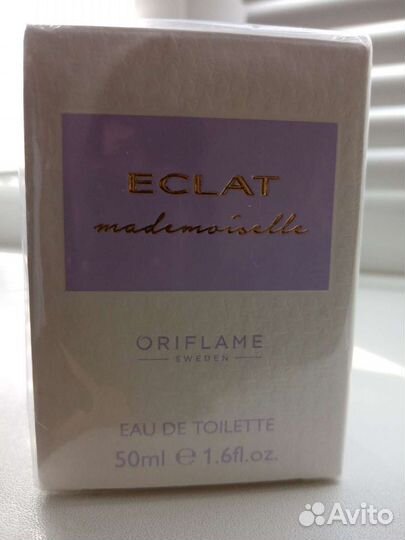 ECLAT
mademoiselle
ORIFLAME
SWEDEN
EAU DE TOILETTE
50ml ℮ 1.6fl.oz.
Avito